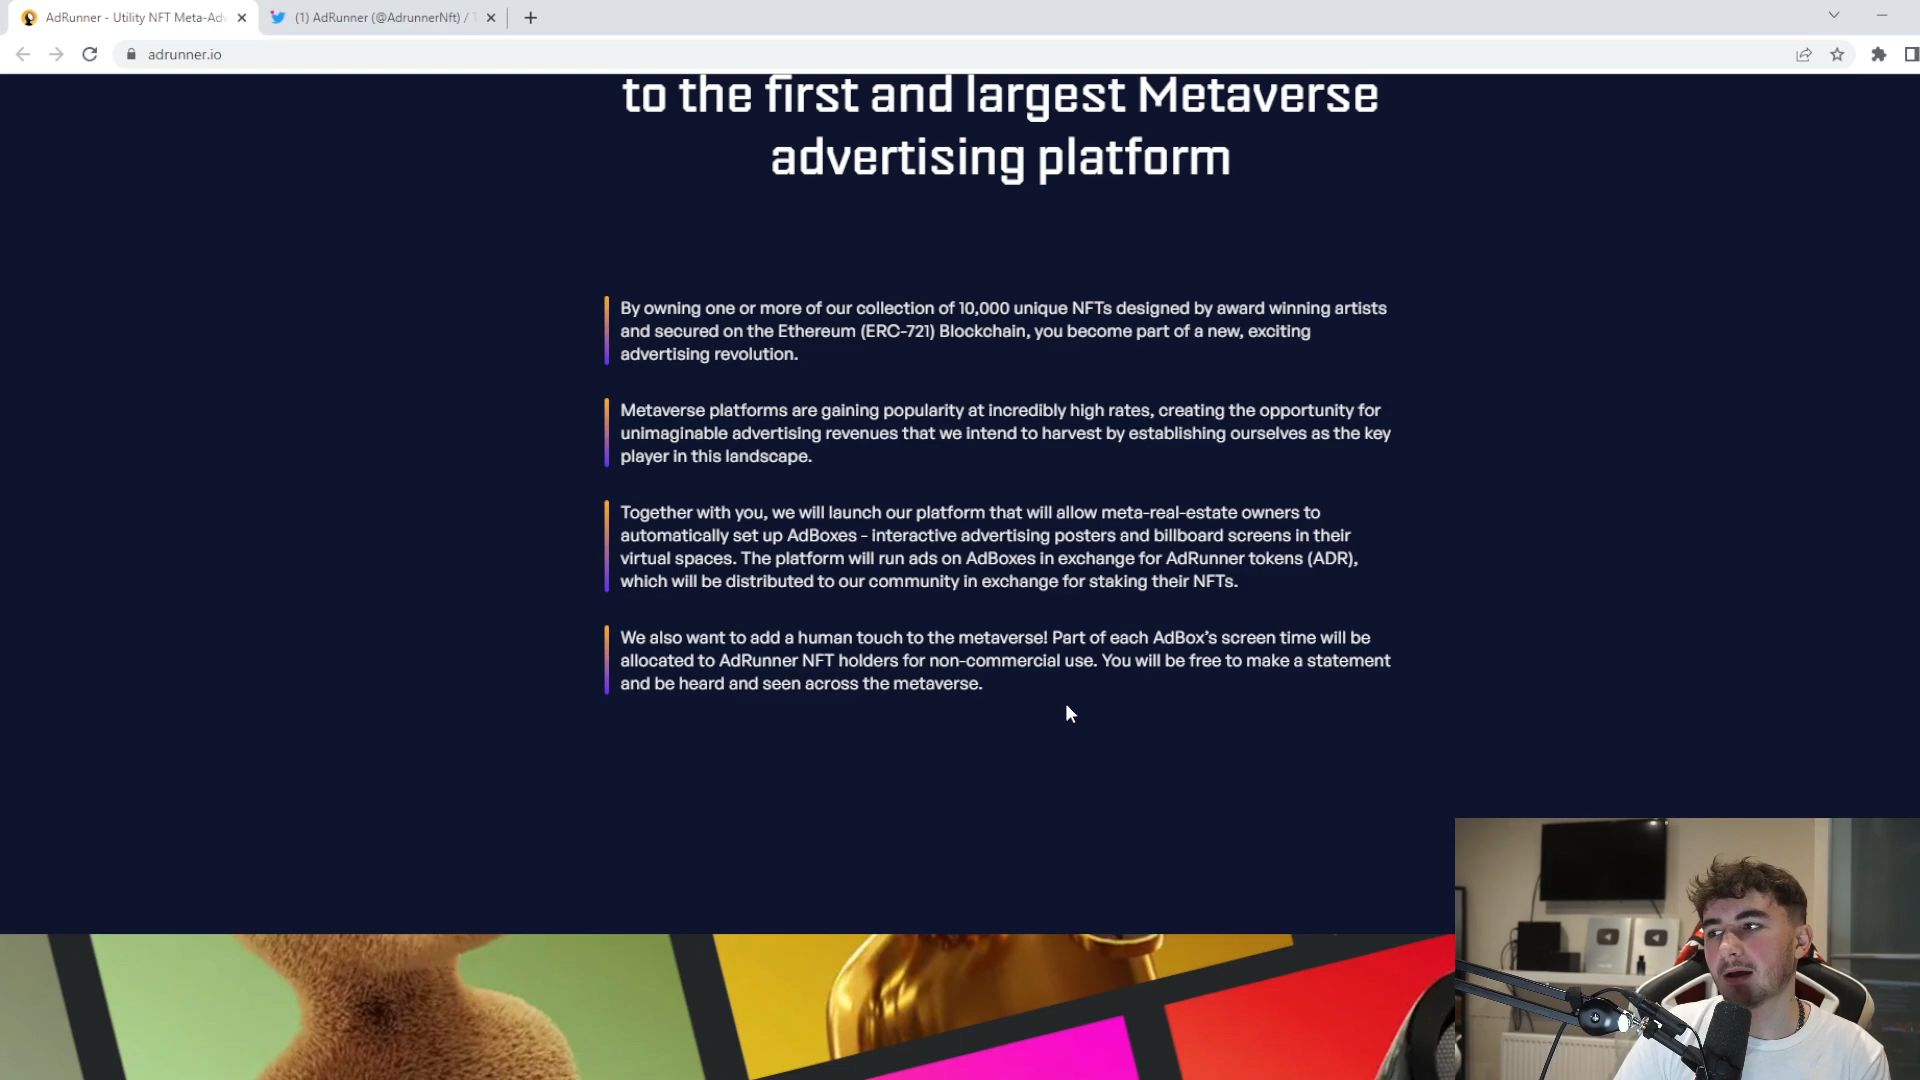 AdRunner - Utility NFT Meta-Adv
(1) AdRunner (@AdrunnerNft) / T
adrunner.io
to the first and largest Metaverse
advertising platform
By owning one or more of our collection of 10,000 unique NFTs designed by award winning artists
and secured on the Ethereum (ERC-721) Blockchain, you become part of a new, exciting
advertising revolution.
Metaverse platforms are gaining popularity at incredibly high rates, creating the opportunity for
unimaginable advertising revenues that we intend to harvest by establishing ourselves as the key
player in this landscape.
Together with you, we will launch our platform that will allow meta-real-estate owners to
automatically set up AdBoxes - interactive advertising posters and billboard screens in their
virtual spaces. The platform will run ads on AdBoxes in exchange for AdRunner tokens (ADR),
which will be distributed to our community in exchange for staking their NFTs.
We also want to add a human touch to the metaverse! Part of each AdBox’s screen time will be
allocated to AdRunner NFT holders for non-commercial use. You will be free to make a statement
and be heard and seen across the metaverse.